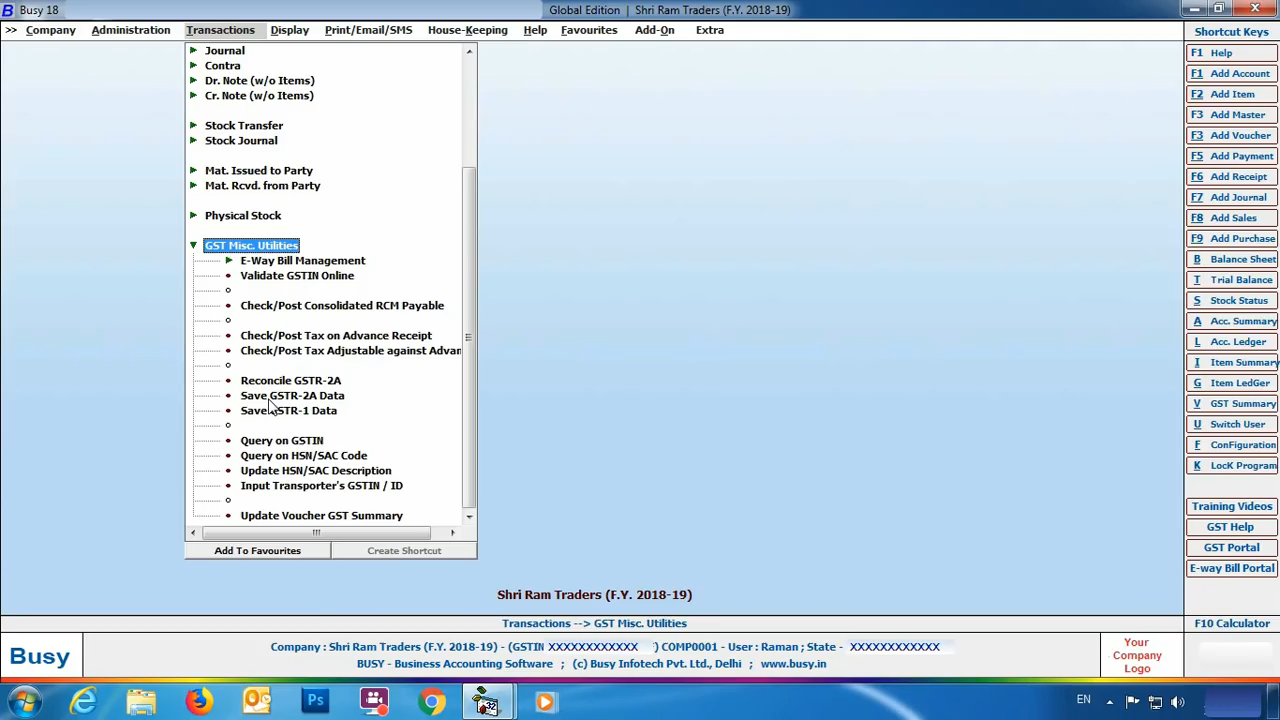 Busy 18
Global Edition | Shri Ram Traders (F.Y. 2018-19)
>> Company Administration Transactions Display Print/Email/SMS House-Keeping Help Favourites Add-On Extra
Shortcut Keys
Journal
Contra
Dr. Note (w/o Items)
Cr. Note (w/o Items)
Stock Transfer
Stock Journal
Mat. Issued to Party
Mat. Rcvd. from Party
Physical Stock
GST Misc. Utilities
E-Way Bill Management
Validate GSTIN Online
Check/Post Consolidated RCM Payable
Check/Post Tax on Advance Receipt
Check/Post Tax Adjustable against Advan
Reconcile GSTR-2A
Save GSTR-2A Data
Save GSTR-1 Data
Query on GSTIN
Query on HSN/SAC Code
Update HSN/SAC Description
Input Transporter's GSTIN / ID
Update Voucher GST Summary
Add To Favourites Create Shortcut
F1 Help
F1 Add Account
F2 Add Item
F3 Add Master
F3 Add Voucher
F5 Add Payment
F6 Add Receipt
F7 Add Journal
F8 Add Sales
F9 Add Purchase
B Balance Sheet
T Trial Balance
S Stock Status
A Acc. Summary
L Acc. Ledger
I Item Summary
G Item LedGer
V GST Summary
U Switch User
F ConFiguration
K LocK Program
Training Videos
GST Help
GST Portal
E-way Bill Portal
Shri Ram Traders (F.Y. 2018-19)
Transactions --> GST Misc. Utilities
F10 Calculator
Busy
Company : Shri Ram Traders (F.Y. 2018-19) - (GSTIN XXXXXXXXXXXX ) COMP0001 - User : Raman ; State - XXXXXXXXXXXX
BUSY - Business Accounting Software ; (c) Busy Infotech Pvt. Ltd., Delhi ; www.busy.in
Your
Company
Logo
Ps
32
EN